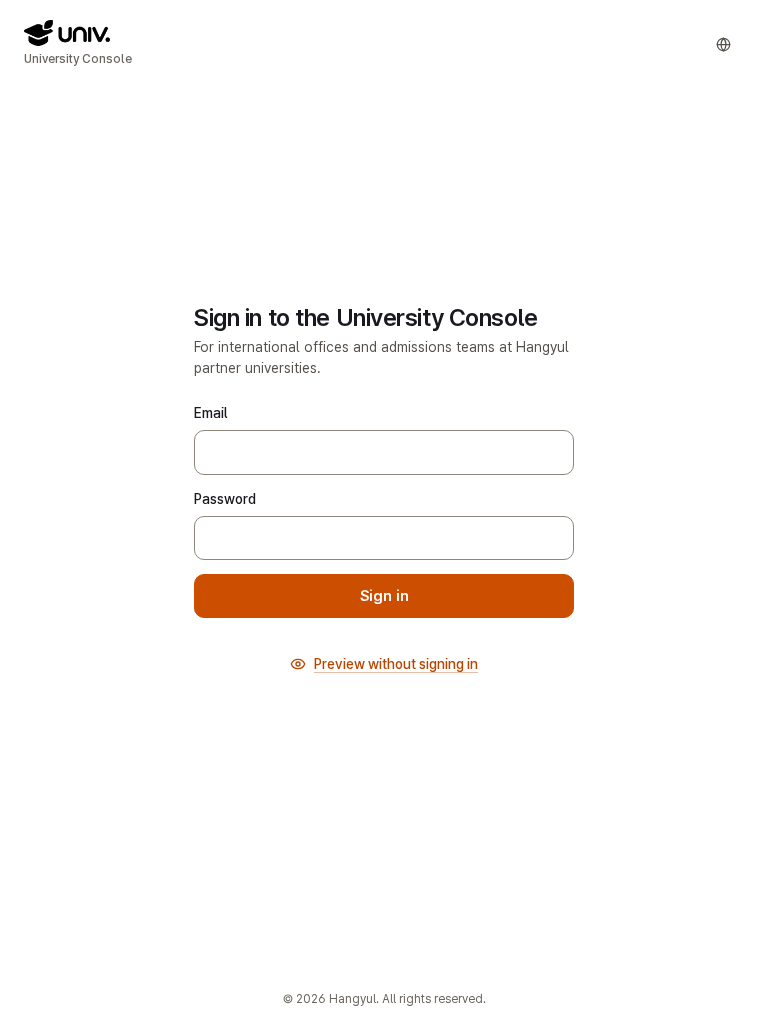 UNIV.
University Console
Sign in to the University Console
For international offices and admissions teams at Hangyul
partner universities.
Email
Password
Sign in
Preview without signing in
© 2026 Hangyul. All rights reserved.